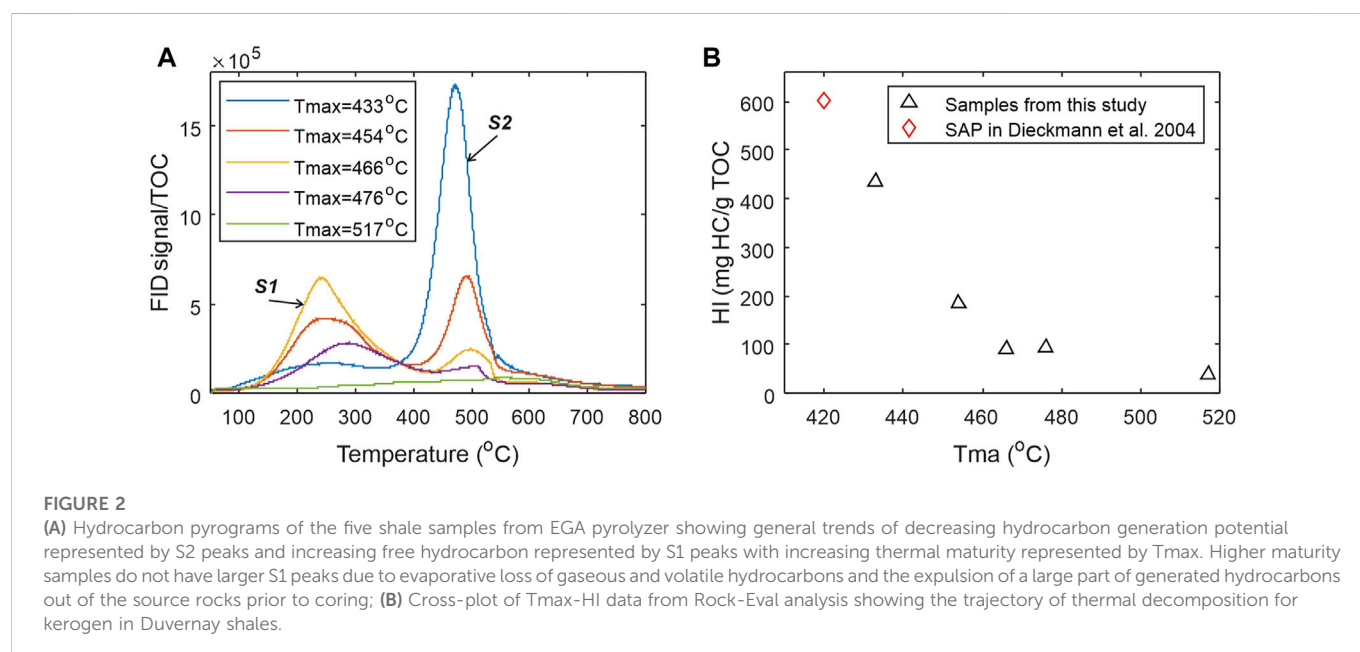 A
×10⁵
15
10
5
0
FID signal/TOC
Tmax=433°C
Tmax=454°C
Tmax=466°C
Tmax=476°C
Tmax=517°C
S1
S2
100 200 300 400 500 600 700 800
Temperature (°C)
B
600
500
400
300
200
100
0
HI (mg HC/g TOC
Samples from this study
SAP in Dieckmann et al. 2004
420 440 460 480 500 520
Tma (°C)
FIGURE 2
(A) Hydrocarbon pyrograms of the five shale samples from EGA pyrolyzer showing general trends of decreasing hydrocarbon generation potential
represented by S2 peaks and increasing free hydrocarbon represented by S1 peaks with increasing thermal maturity represented by Tmax. Higher maturity
samples do not have larger S1 peaks due to evaporative loss of gaseous and volatile hydrocarbons and the expulsion of a large part of generated hydrocarbons
out of the source rocks prior to coring; (B) Cross-plot of Tmax-HI data from Rock-Eval analysis showing the trajectory of thermal decomposition for
kerogen in Duvernay shales.